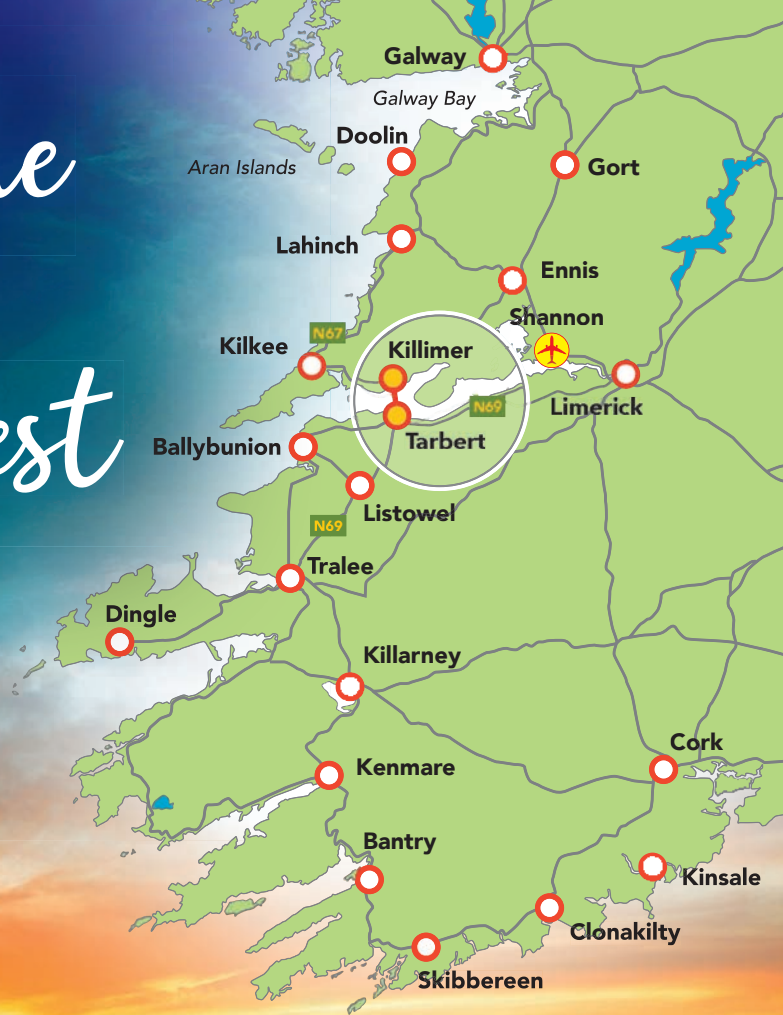 Galway
Galway Bay
Doolin
Aran Islands
Gort
Lahinch
Ennis
Shannon
N67
Kilkee
Killimer
N69
Limerick
Tarbert
Ballybunion
Listowel
N69
Tralee
Dingle
Killarney
Cork
Kenmare
Bantry
Kinsale
Clonakilty
Skibbereen